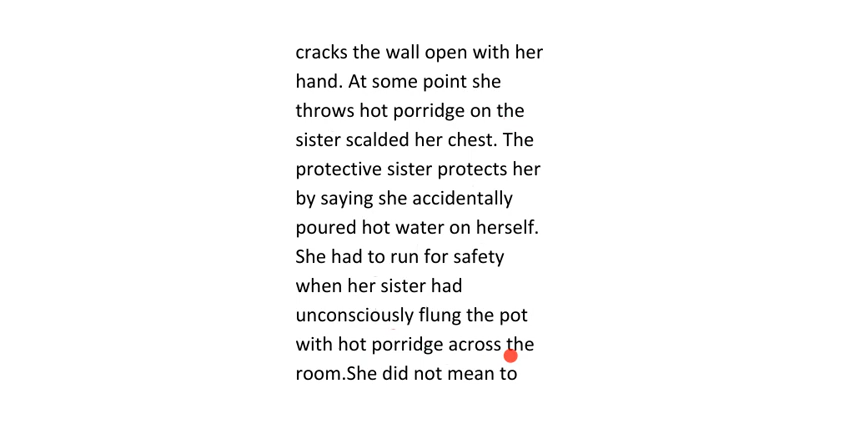 cracks the wall open with her
hand. At some point she
throws hot porridge on the
sister scalded her chest. The
protective sister protects her
by saying she accidentally
poured hot water on herself.
She had to run for safety
when her sister had
unconsciously flung the pot
with hot porridge across the
room.She did not mean to